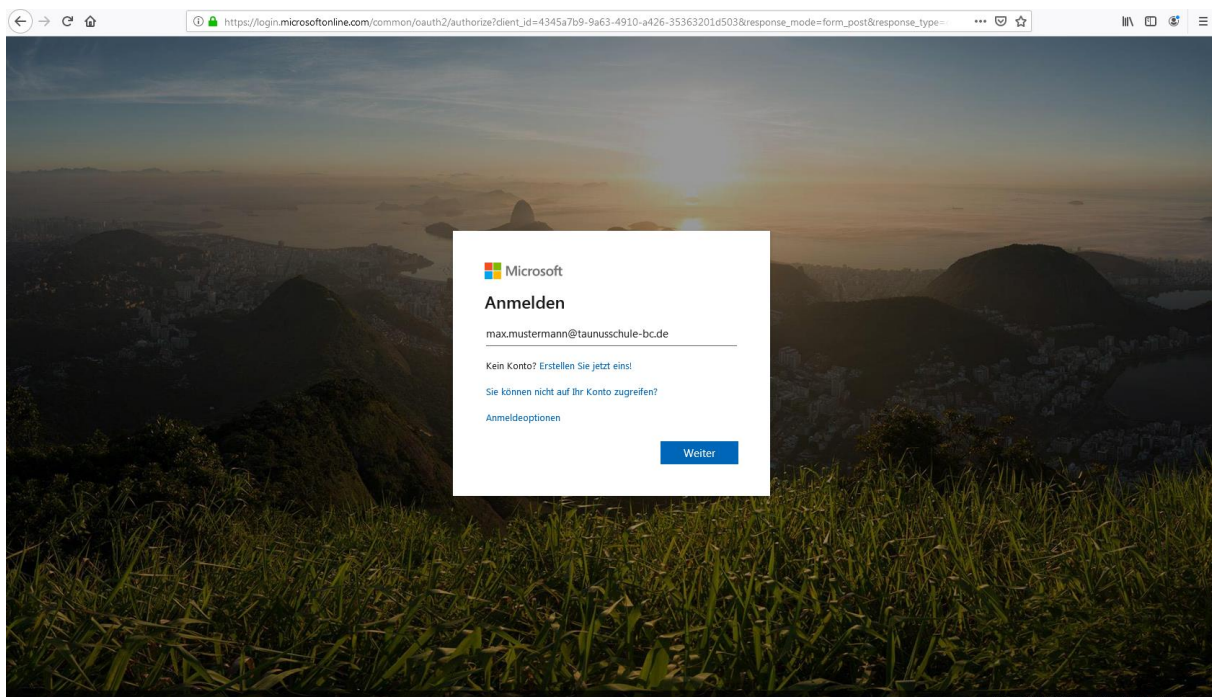 https://login.microsoftonline.com/common/oauth2/authorize?client_id=4345a7b9-9a63-4910-a426-35363201d503&response_mode=form_post&response_type=
Microsoft
Anmelden
max.mustermann@taunusschule-bc.de
Kein Konto? Erstellen Sie jetzt eins!
Sie können nicht auf Ihr Konto zugreifen?
Anmeldeoptionen
Weiter